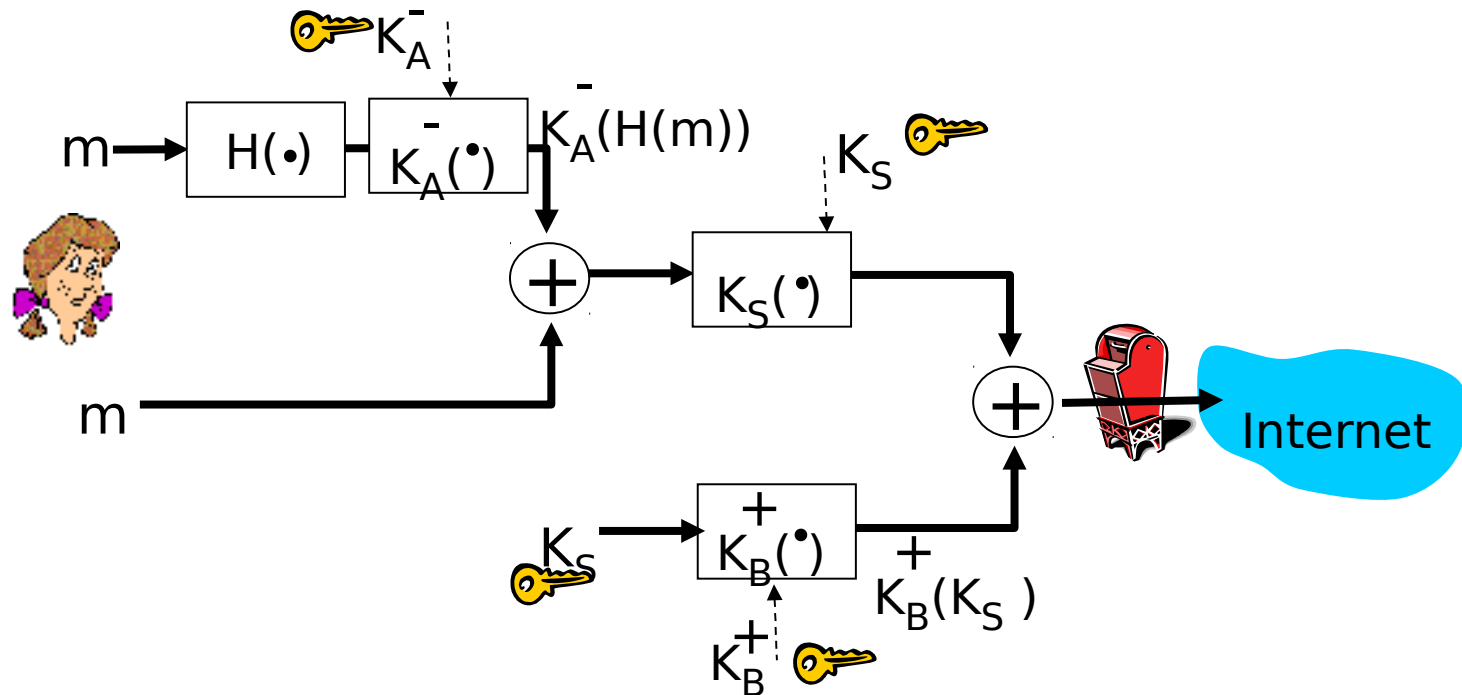 K_A^-
m
H(•)
K_A^-(•)
K_A^-(H(m))
K_S
+
K_S(•)
m
+
Internet
K_S
K_B^+(•)
K_B^+(K_S )
K_B^+